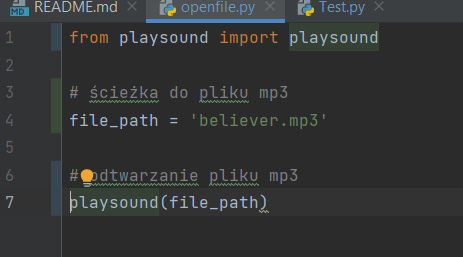 README.md openfile.py Test.py
1 from playsound import playsound
2
3 # ścieżka do pliku mp3
4 file_path = 'believer.mp3'
5
6 # odtwarzanie pliku mp3
7 playsound(file_path)